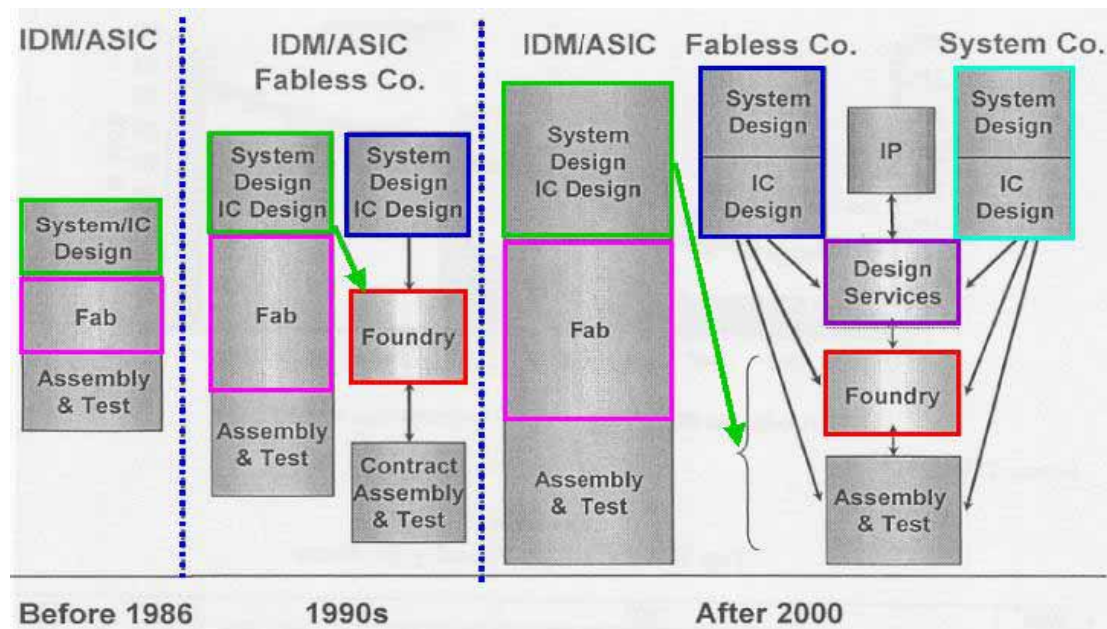 IDM/ASIC
System/IC
Design
Fab
Assembly
& Test
Before 1986
IDM/ASIC
Fabless Co.
System
Design
IC Design
Fab
Assembly
& Test
System
Design
IC Design
Foundry
Contract
Assembly
& Test
1990s
IDM/ASIC
System
Design
IC Design
Fab
Assembly
& Test
Fabless Co.
System
Design
IC
Design
IP
Design
Services
Foundry
Assembly
& Test
System Co.
System
Design
IC
Design
After 2000